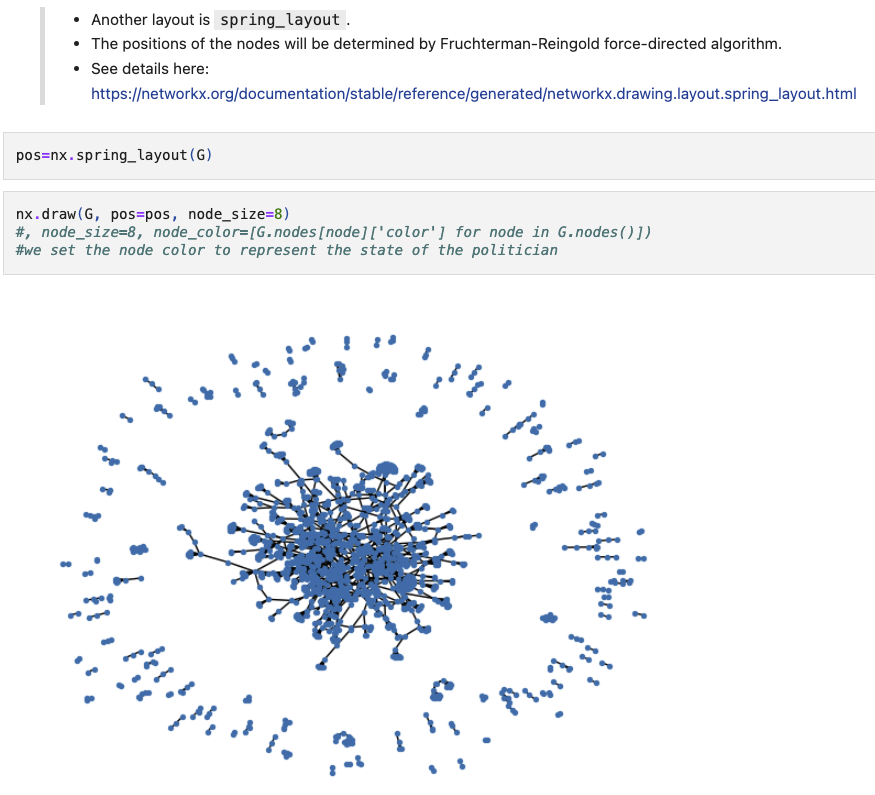 Another layout is spring_layout.
The positions of the nodes will be determined by Fruchterman-Reingold force-directed algorithm.
See details here:
https://networkx.org/documentation/stable/reference/generated/networkx.drawing.layout.spring_layout.html
pos=nx.spring_layout(G)
nx.draw(G, pos=pos, node_size=8)
#, node_size=8, node_color=[G.nodes[node]['color'] for node in G.nodes()])
#we set the node color to represent the state of the politician